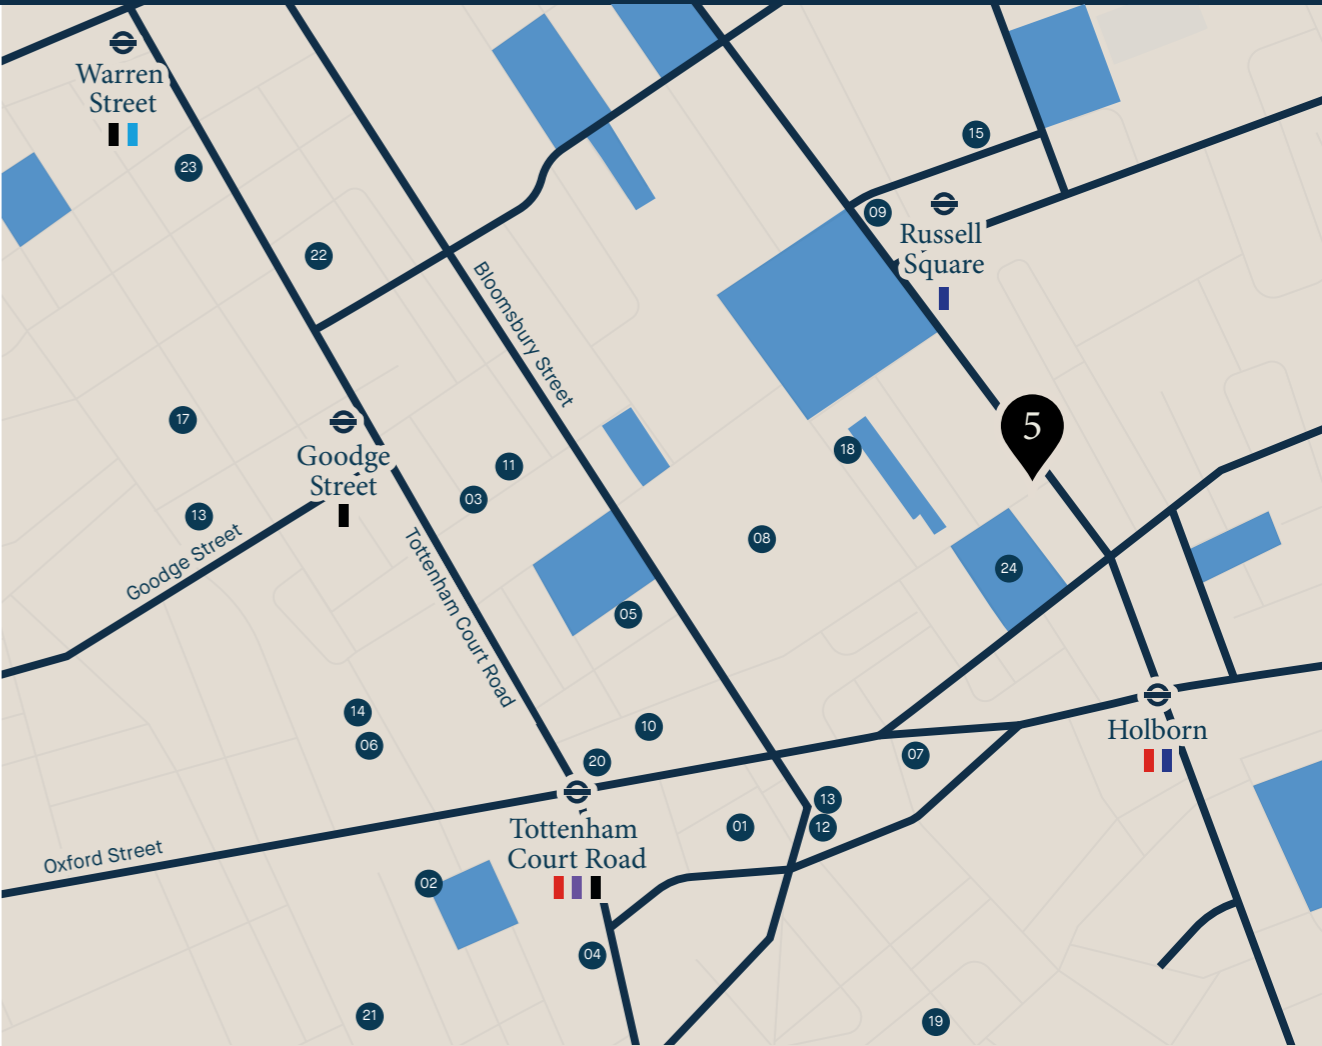 Warren
Street
15
23
09
Russell
Square
22
Bloomsbury Street
5
17
Goodge
Street
18
11
03
13
08
Goodge Street
Tottenham Court Road
24
05
14
10
06
Holborn
07
20
13
01
12
Tottenham
Court Road
Oxford Street
02
04
21
19